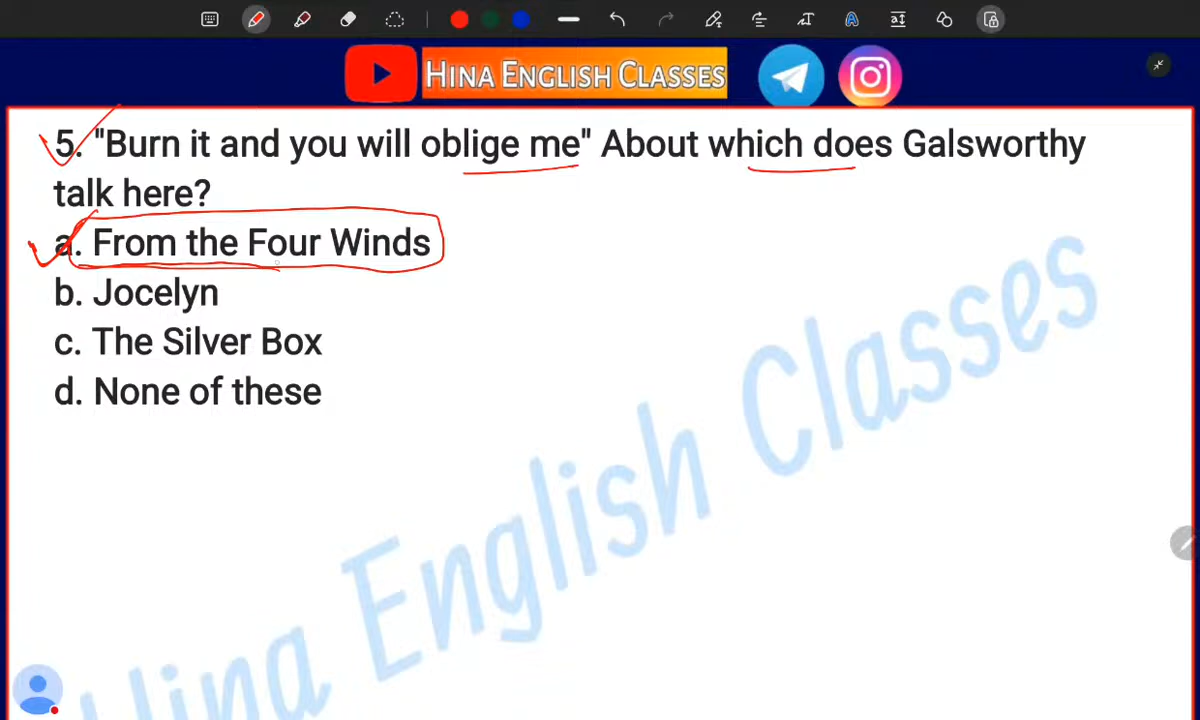 HINA ENGLISH CLASSES
5. "Burn it and you will oblige me" About which does Galsworthy
talk here?
a. From the Four Winds
b. Jocelyn
c. The Silver Box
d. None of these
Hina English Classes